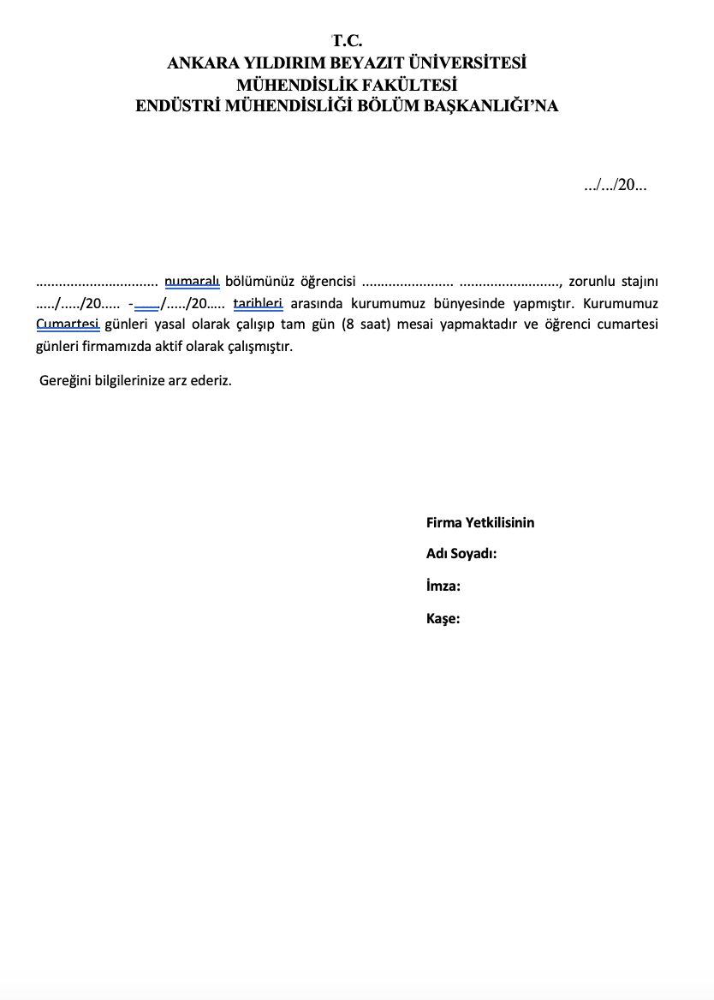 T.C.
ANKARA YILDIRIM BEYAZIT ÜNİVERSİTESİ
MÜHENDİSLİK FAKÜLTESİ
ENDÜSTRİ MÜHENDİSLİĞİ BÖLÜM BAŞKANLIĞI’NA
.../.../20...
................................ numaralı bölümünüz öğrencisi ........................ .........................., zorunlu stajını
...../...../20..... -...../...../20..... tarihleri arasında kurumumuz bünyesinde yapmıştır. Kurumumuz
Cumartesi günleri yasal olarak çalışıp tam gün (8 saat) mesai yapmaktadır ve öğrenci cumartesi
günleri firmamızda aktif olarak çalışmıştır.
Gereğini bilgilerinize arz ederiz.
Firma Yetkilisinin
Adı Soyadı:
İmza:
Kaşe: